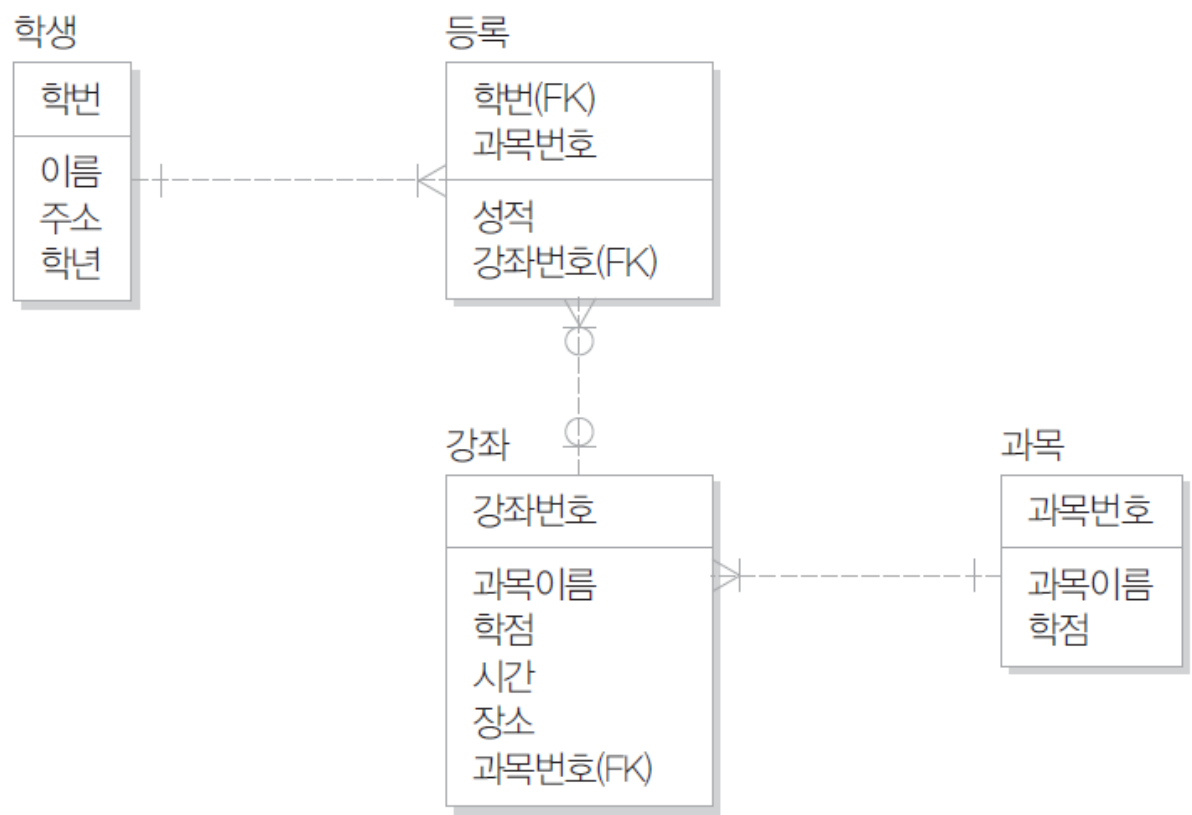 학생
학번
이름
주소
학년
등록
학번(FK)
과목번호
성적
강좌번호(FK)
강좌
강좌번호
과목이름
학점
시간
장소
과목번호(FK)
과목
과목번호
과목이름
학점